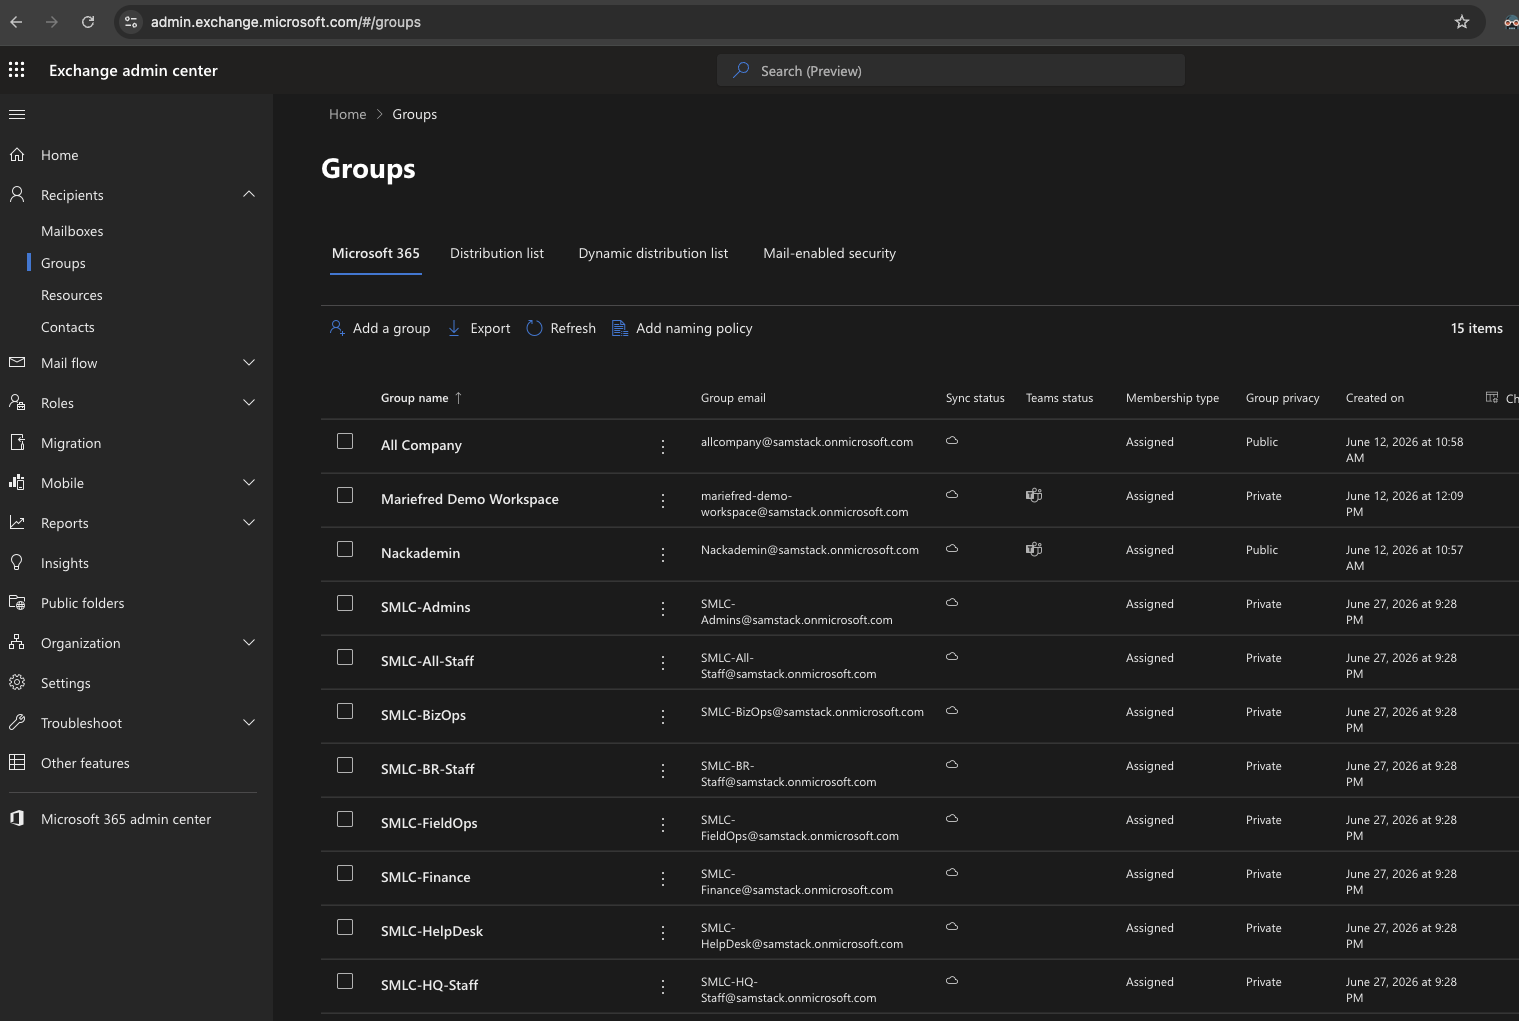 admin.exchange.microsoft.com/#/groups
Exchange admin center
Search (Preview)
Home
Recipients
Mailboxes
Groups
Resources
Contacts
Mail flow
Roles
Migration
Mobile
Reports
Insights
Public folders
Organization
Settings
Troubleshoot
Other features
Microsoft 365 admin center
Home > Groups
Groups
Microsoft 365 Distribution list Dynamic distribution list Mail-enabled security
Add a group Export Refresh Add naming policy 15 items
Group name ↑ Group email Sync status Teams status Membership type Group privacy Created on Ch
All Company allcompany@samstack.onmicrosoft.com Assigned Public June 12, 2026 at 10:58
AM
Mariefred Demo Workspace mariefred-demo- Assigned Private June 12, 2026 at 12:09
workspace@samstack.onmicrosoft.com PM
Nackademin Nackademin@samstack.onmicrosoft.com Assigned Public June 12, 2026 at 10:57
AM
SMLC-Admins SMLC- Assigned Private June 27, 2026 at 9:28
Admins@samstack.onmicrosoft.com PM
SMLC-All-Staff SMLC-All- Assigned Private June 27, 2026 at 9:28
Staff@samstack.onmicrosoft.com PM
SMLC-BizOps SMLC-BizOps@samstack.onmicrosoft.com Assigned Private June 27, 2026 at 9:28
PM
SMLC-BR-Staff SMLC-BR- Assigned Private June 27, 2026 at 9:28
Staff@samstack.onmicrosoft.com PM
SMLC-FieldOps SMLC- Assigned Private June 27, 2026 at 9:28
FieldOps@samstack.onmicrosoft.com PM
SMLC-Finance SMLC- Assigned Private June 27, 2026 at 9:28
Finance@samstack.onmicrosoft.com PM
SMLC-HelpDesk SMLC- Assigned Private June 27, 2026 at 9:28
HelpDesk@samstack.onmicrosoft.com PM
SMLC-HQ-Staff SMLC-HQ- Assigned Private June 27, 2026 at 9:28
Staff@samstack.onmicrosoft.com PM